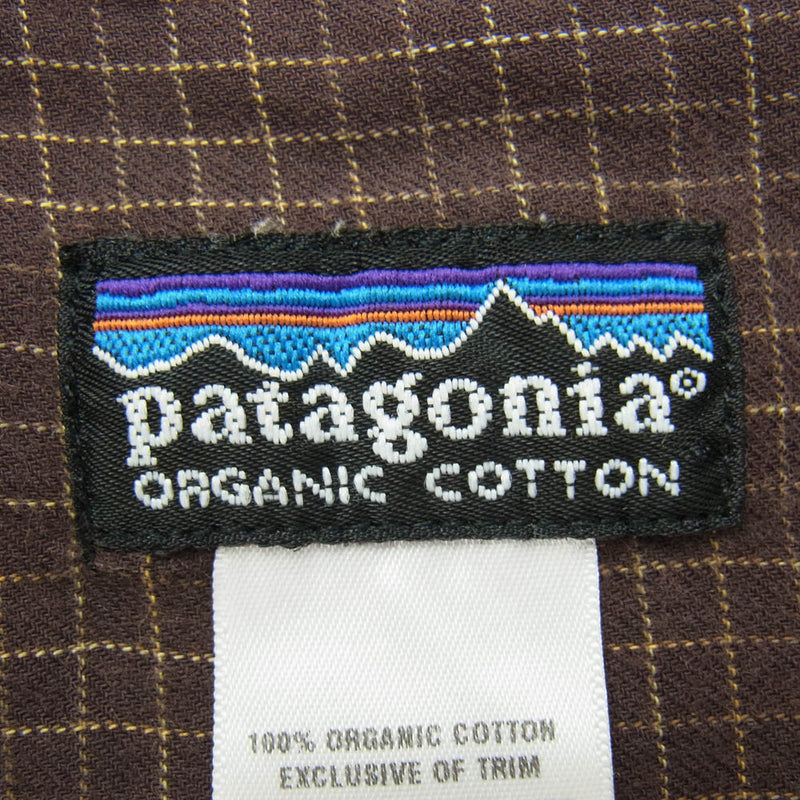 patagonia®
ORGANIC COTTON
100% ORGANIC COTTON
EXCLUSIVE OF TRIM